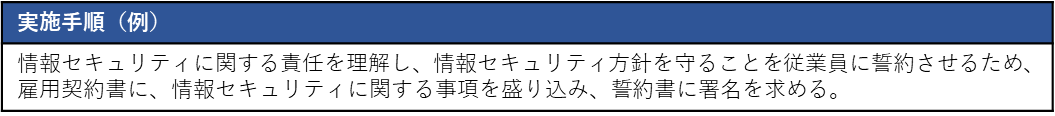 実施手順（例）
情報セキュリティに関する責任を理解し、情報セキュリティ方針を守ることを従業員に誓約させるため、
雇用契約書に、情報セキュリティに関する事項を盛り込み、誓約書に署名を求める。